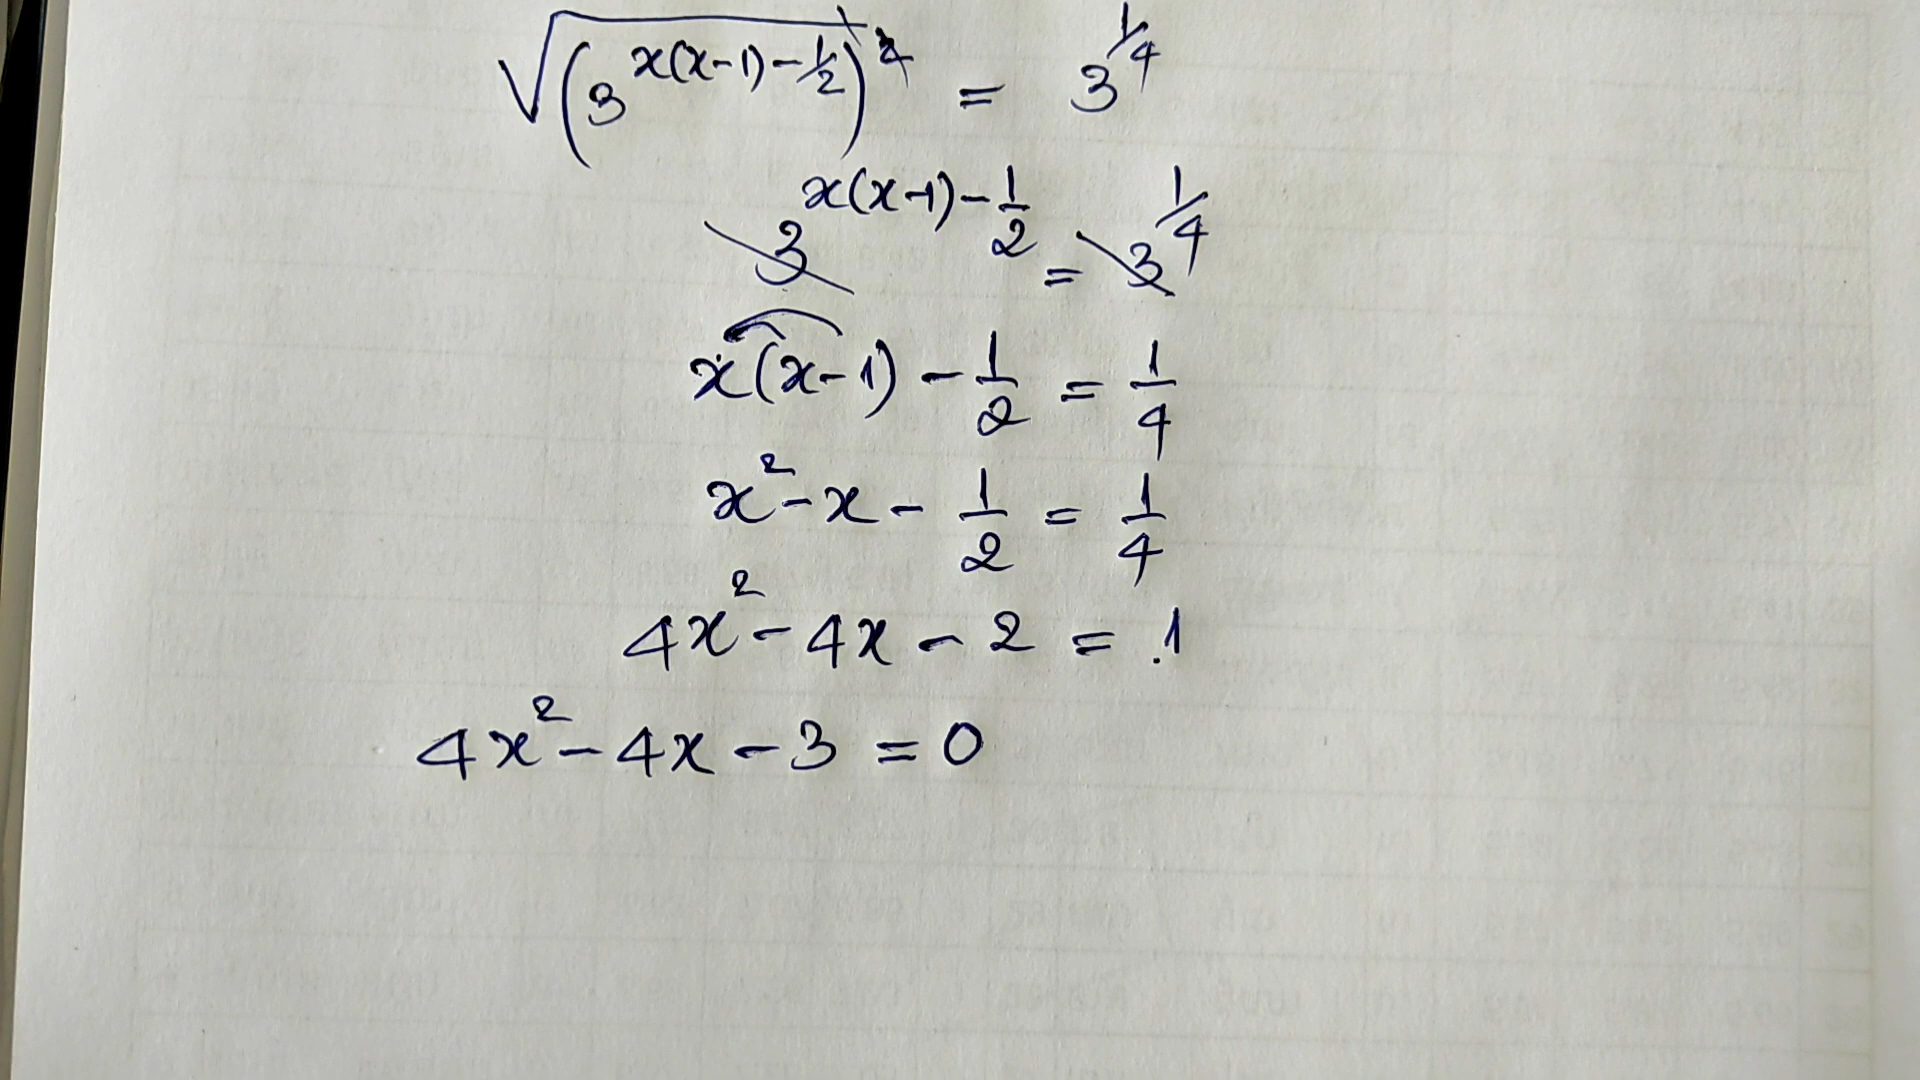 √(3^(x(x-1)-1/2))^2 = 3^(1/4)
3^(x(x-1)-1/2) = 3^(1/4)
x(x-1) - 1/2 = 1/4
x² - x - 1/2 = 1/4
4x² - 4x - 2 = 1
4x² - 4x - 3 = 0